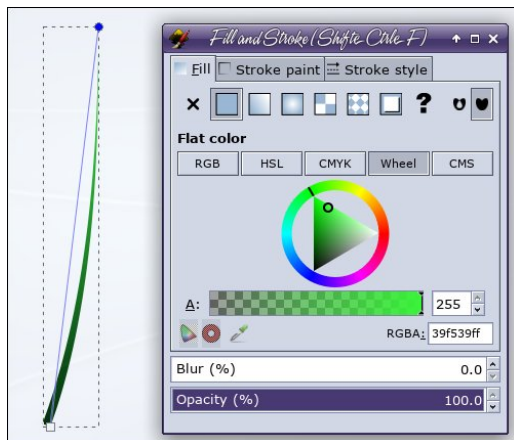 Fill and Stroke (Shift+Ctrl+F)
Fill Stroke paint Stroke style
?
Flat color
RGB HSL CMYK Wheel CMS
A: 255
RGBA: 39f539ff
Blur (%) 0.0
Opacity (%) 100.0